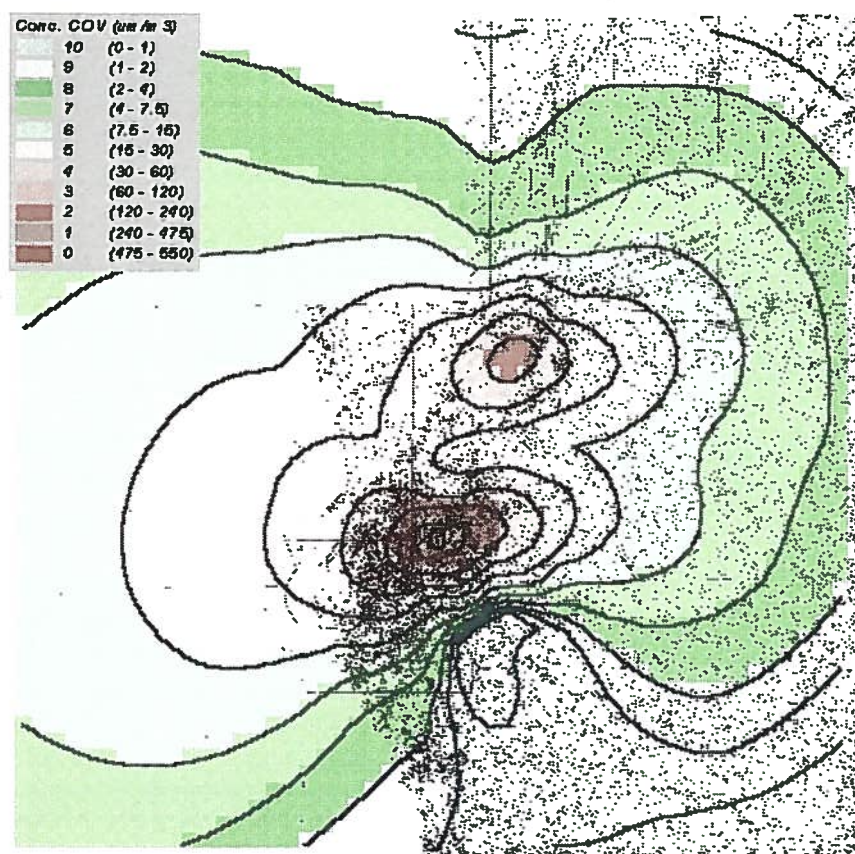 Conc. COV (um/m 3)
10 (0 - 1)
9 (1 - 2)
8 (2 - 4)
7 (4 - 7.5)
6 (7.5 - 15)
5 (15 - 30)
4 (30 - 60)
3 (60 - 120)
2 (120 - 240)
1 (240 - 475)
0 (475 - 550)